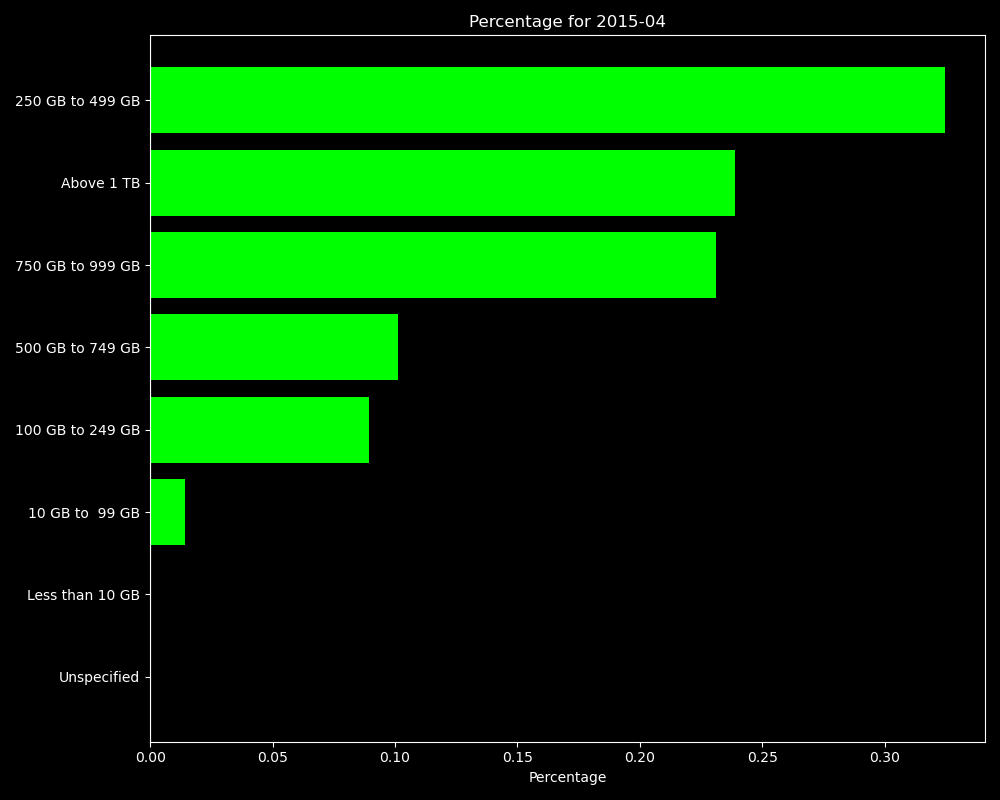 Percentage for 2015-04
250 GB to 499 GB
Above 1 TB
750 GB to 999 GB
500 GB to 749 GB
100 GB to 249 GB
10 GB to  99 GB
Less than 10 GB
Unspecified
0.00 0.05 0.10 0.15 0.20 0.25 0.30
Percentage